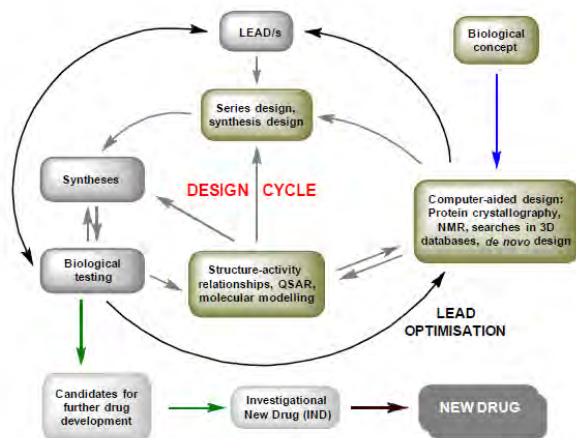 LEAD/s
Biological
concept
Series design,
synthesis design
Syntheses
DESIGN CYCLE
Computer-aided design:
Protein crystallography,
NMR, searches in 3D
databases, de novo design
Biological
testing
Structure-activity
relationships, QSAR,
molecular modelling
LEAD
OPTIMISATION
Candidates for
further drug
development
Investigational
New Drug (IND)
NEW DRUG